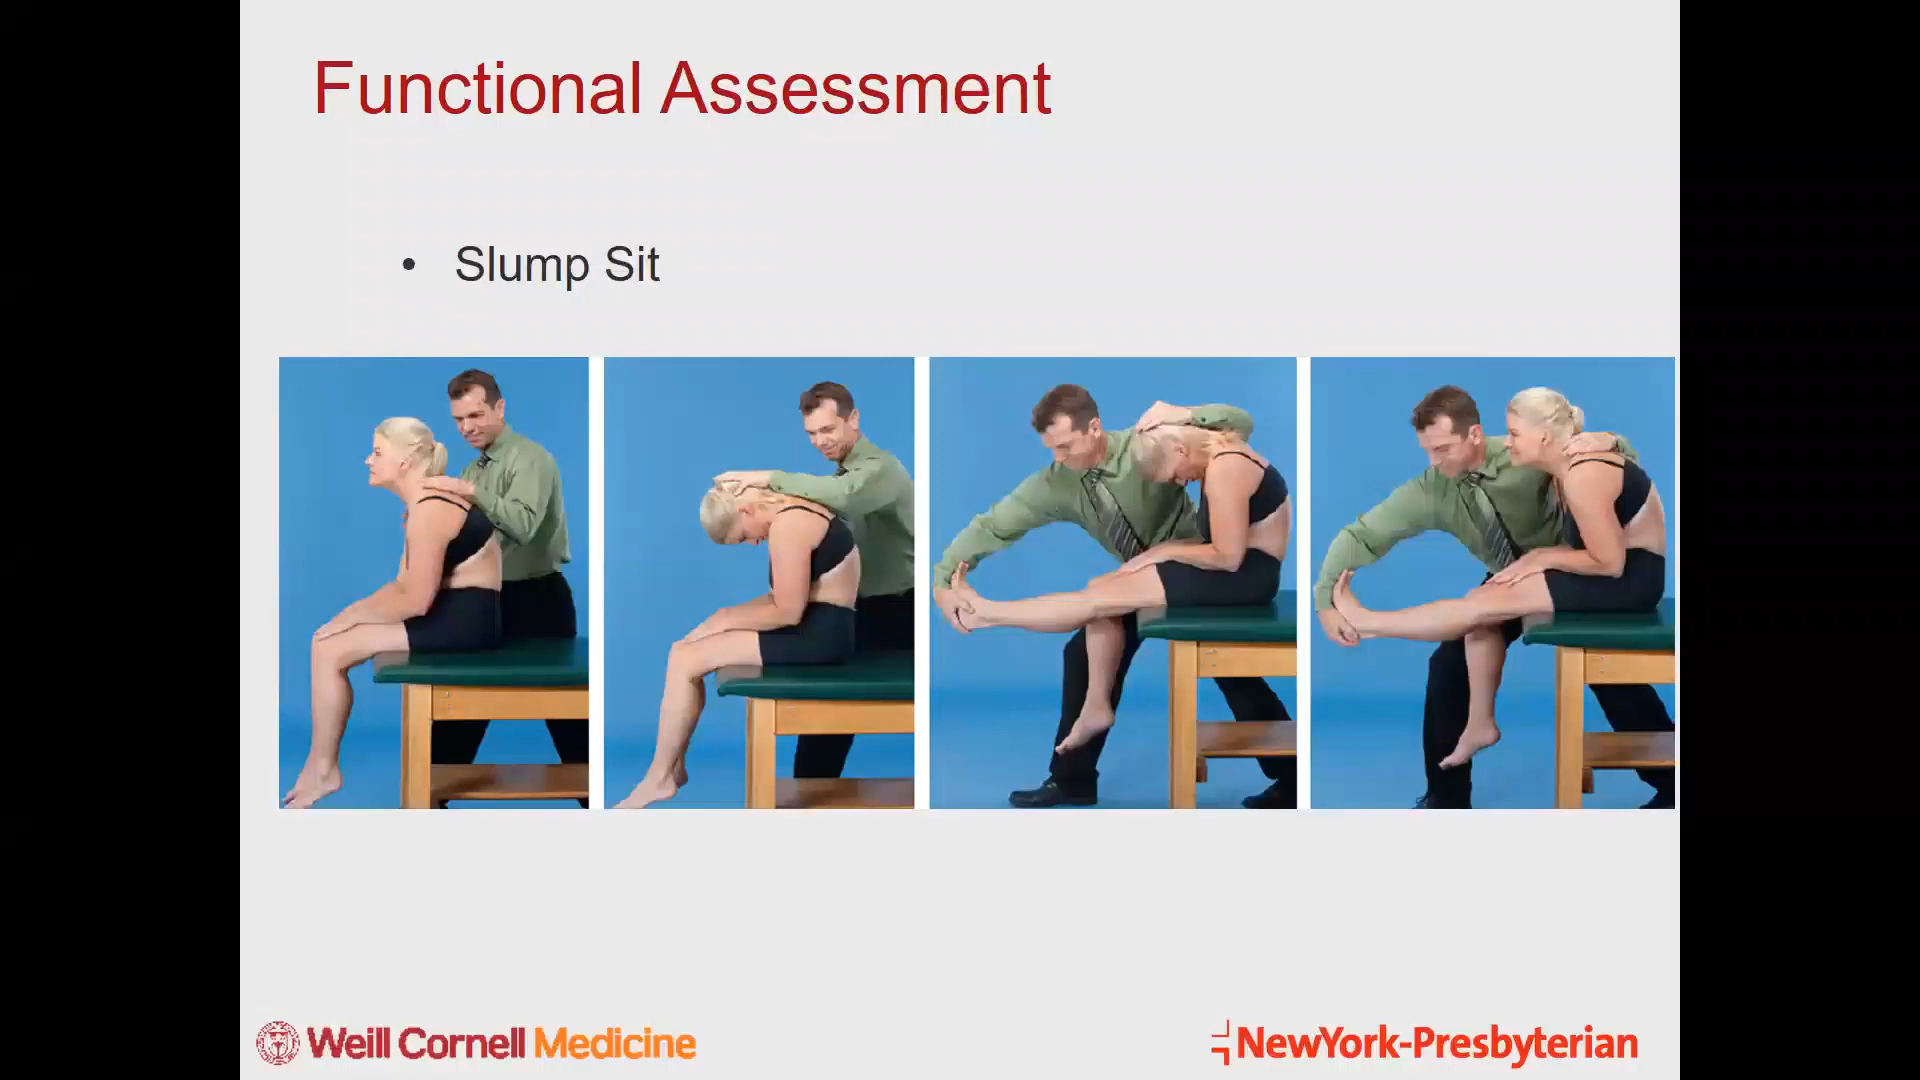 Functional Assessment
• Slump Sit
Weill Cornell Medicine
NewYork-Presbyterian